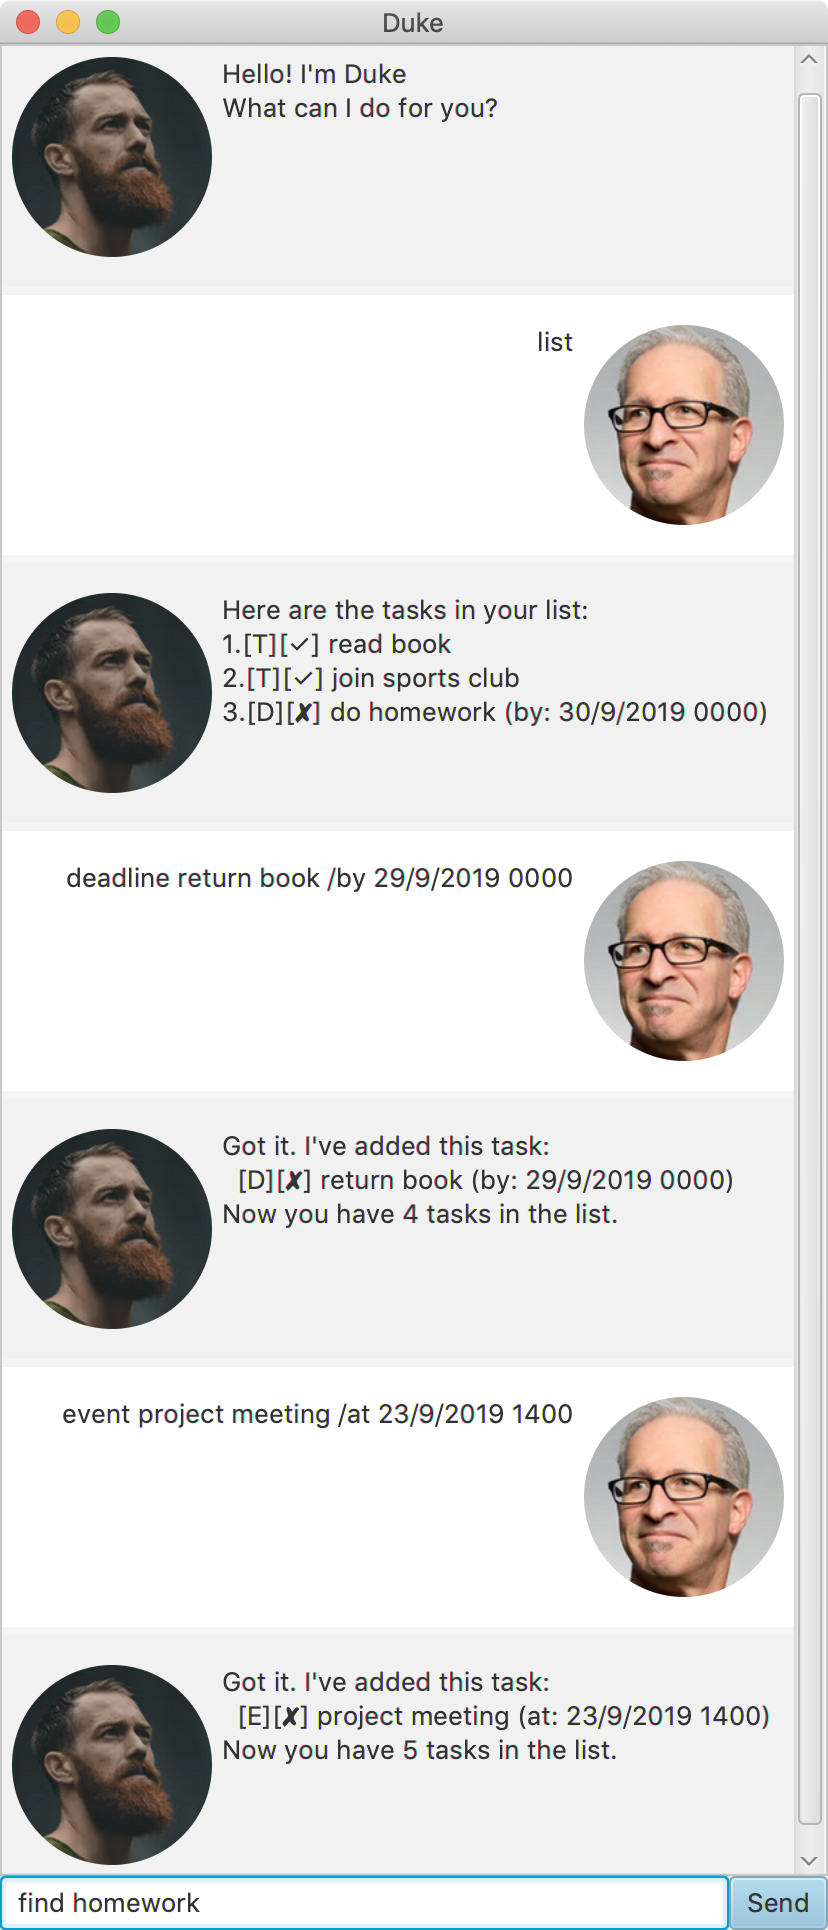 Duke
Hello! I'm Duke
What can I do for you?
list
Here are the tasks in your list:
1.[T][✓] read book
2.[T][✓] join sports club
3.[D][✘] do homework (by: 30/9/2019 0000)
deadline return book /by 29/9/2019 0000
Got it. I've added this task:
[D][✘] return book (by: 29/9/2019 0000)
Now you have 4 tasks in the list.
event project meeting /at 23/9/2019 1400
Got it. I've added this task:
[E][✘] project meeting (at: 23/9/2019 1400)
Now you have 5 tasks in the list.
find homework
Send